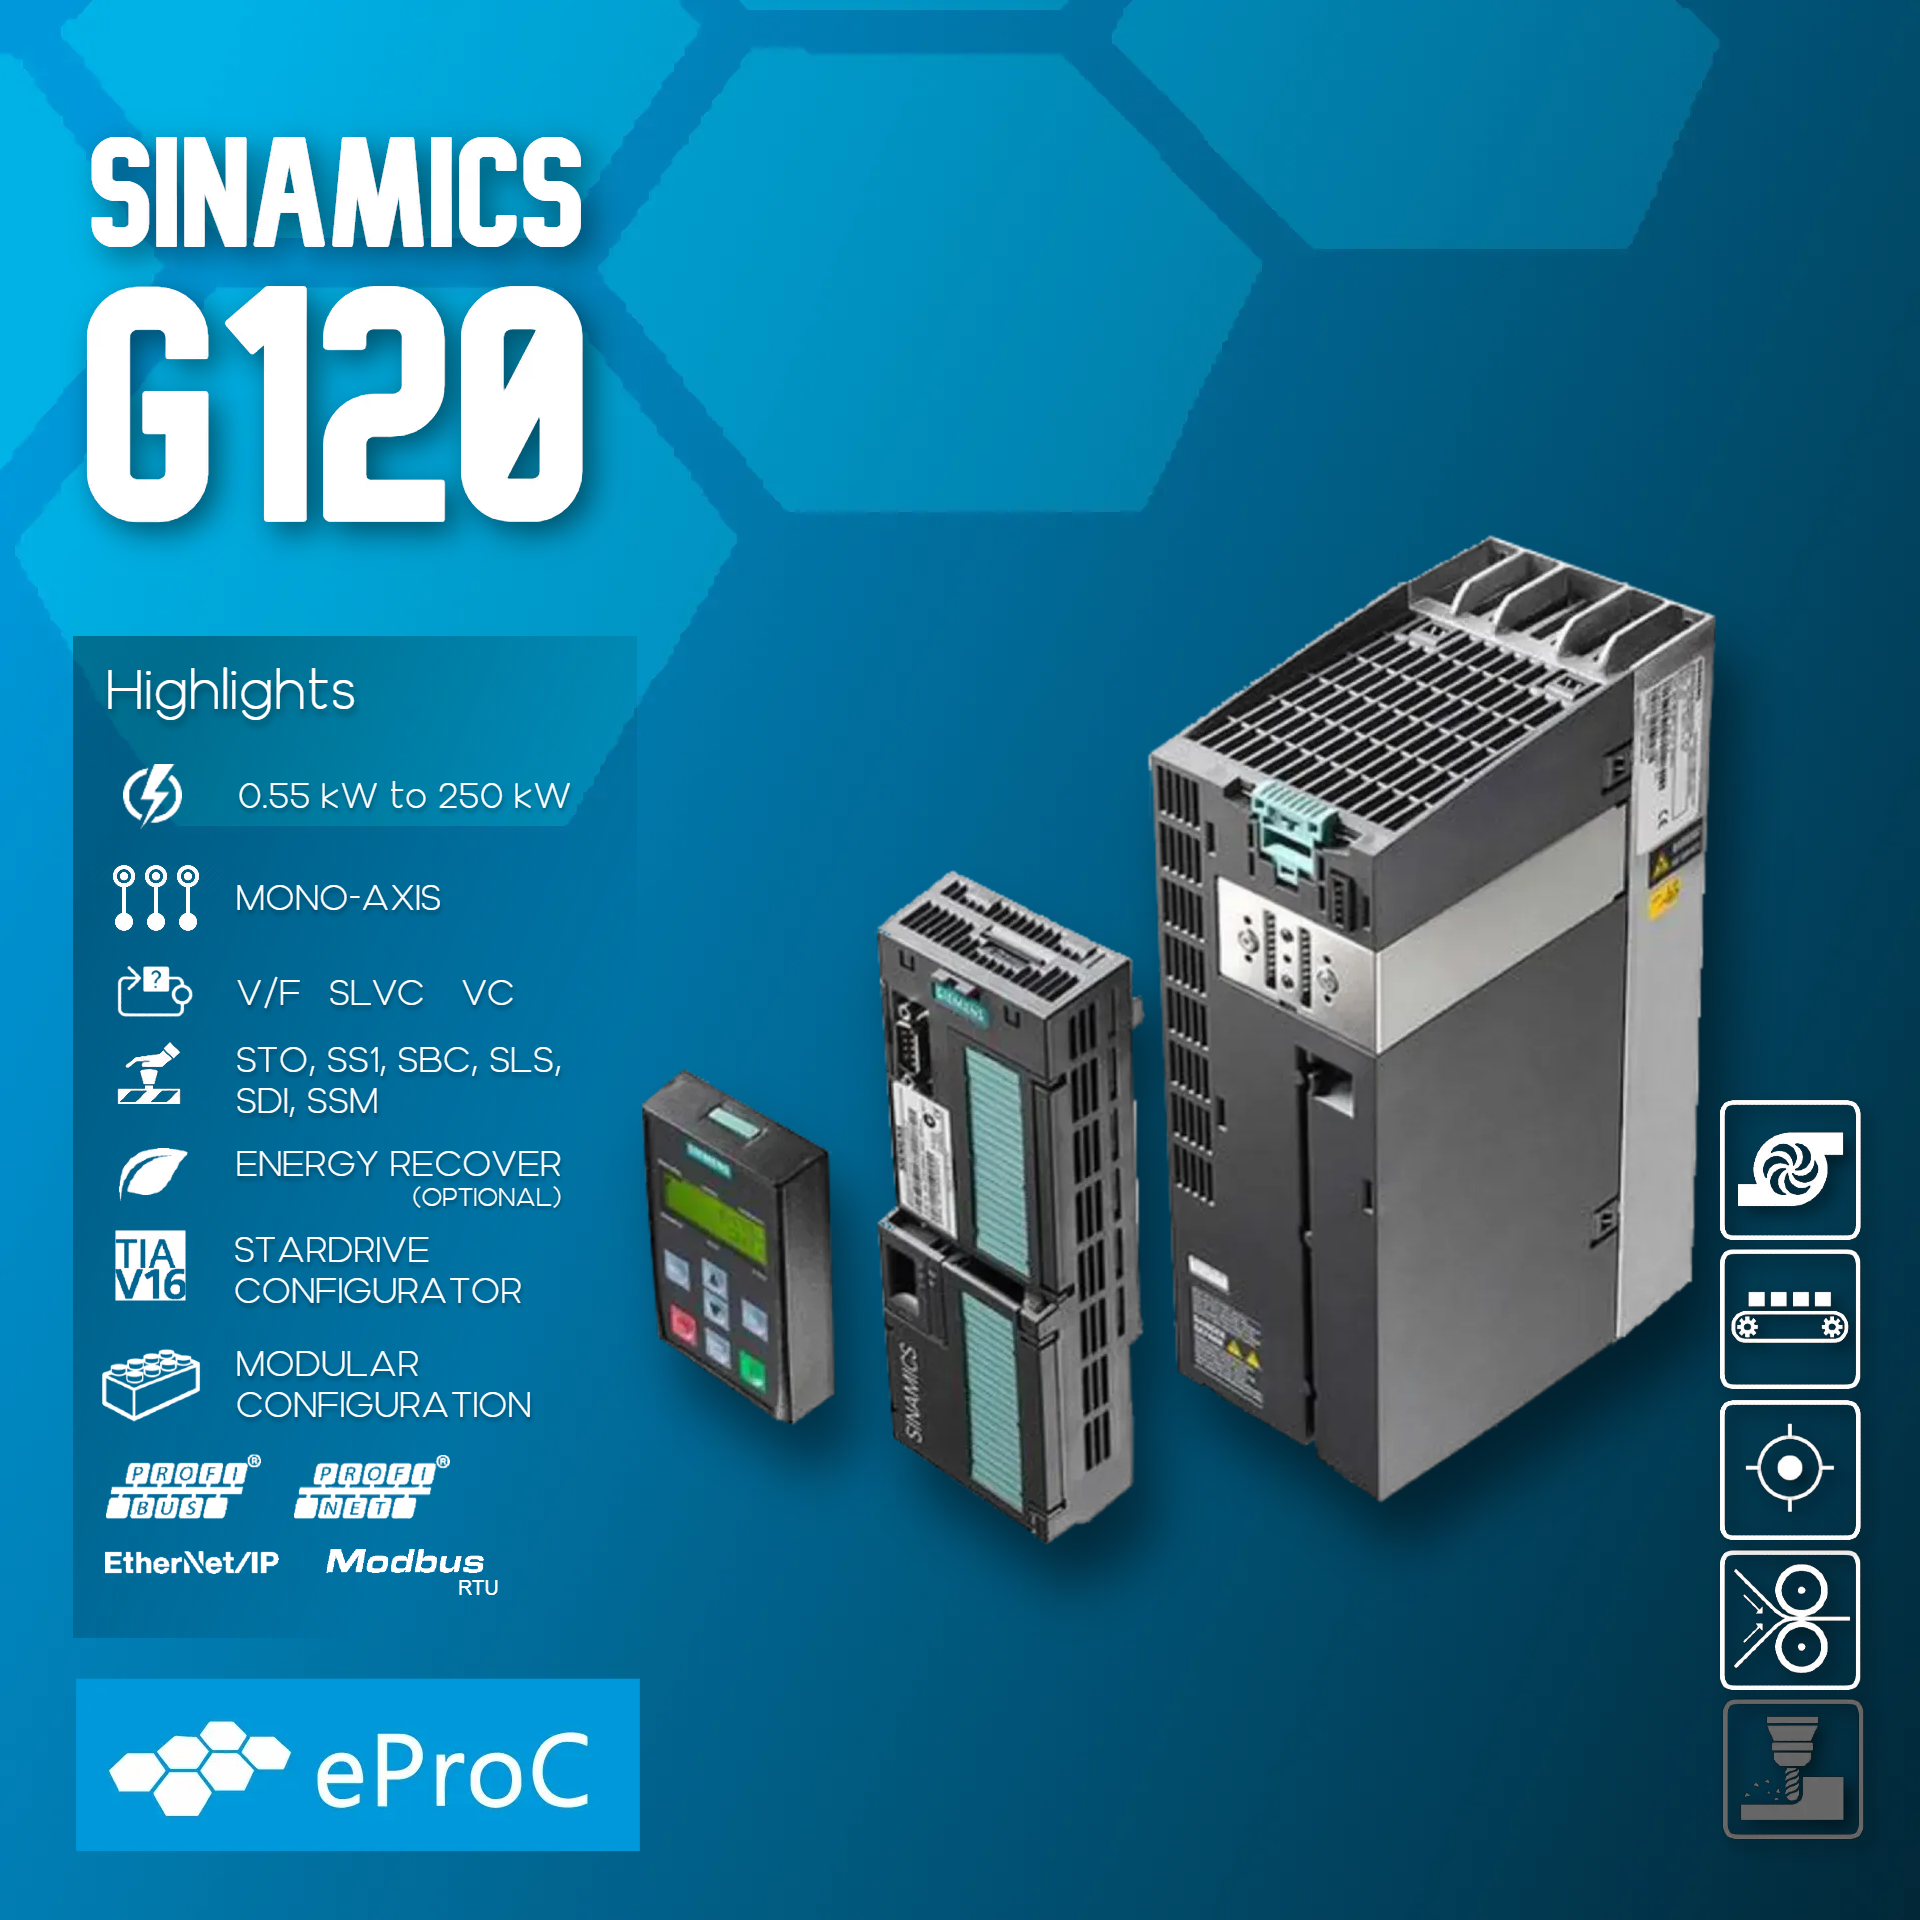 SINAMICS
G120
Highlights
0.55 kW to 250 kW
MONO-AXIS
?
V/F SLVC VC
STO, SS1, SBC, SLS,
SDI, SSM
ENERGY RECOVER
(OPTIONAL)
TIA
V16
STARDRIVE
CONFIGURATOR
MODULAR
CONFIGURATION
PROFI®
BUS
PROFI®
NET
EtherNet/IP
Modbus
RTU
eProC
SIEMENS
SIEMENS
SINAMICS